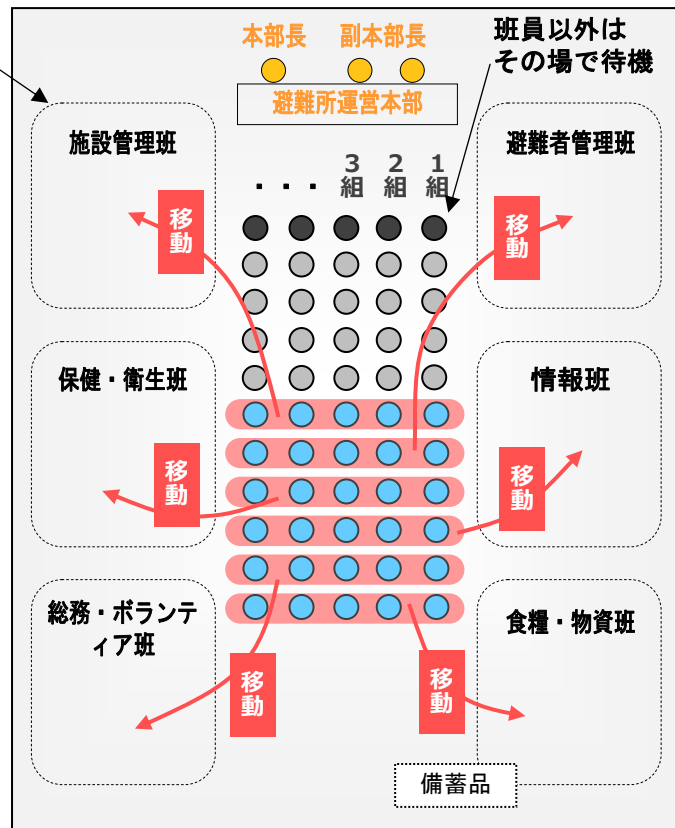 本部長
副本部長
班員以外は
その場で待機
避難所運営本部
施設管理班
避難者管理班
・・・
3組
2組
1組
移動
移動
保健・衛生班
情報班
移動
移動
総務・ボランテ
ィア班
食糧・物資班
移動
移動
備蓄品